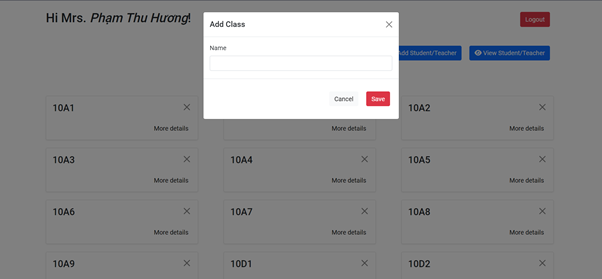 Hi Mrs. Phạm Thu Hương!
Logout
Add Class
Name
Cancel
Save
Add Student/Teacher
View Student/Teacher
10A1
More details
10A2
More details
More details
10A3
More details
10A4
More details
10A5
More details
10A6
More details
10A7
More details
10A8
More details
10A9
10D1
10D2